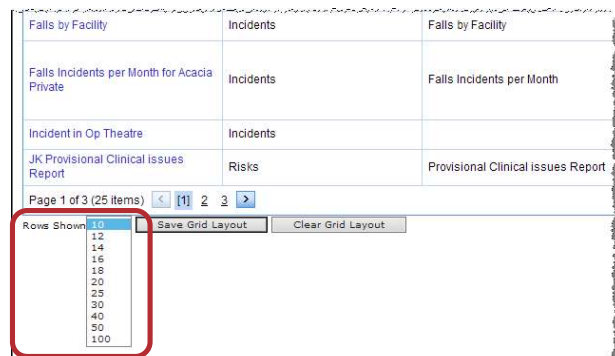 Falls by Facility Incidents Falls by Facility
Falls Incidents per Month for Acacia
Private
Incidents
Falls Incidents per Month
Incident in Op Theatre Incidents
JK Provisional Clinical issues
Report
Risks
Provisional Clinical issues Report
Page 1 of 3 (25 items) < [1] 2 3 >
Rows Shown 10 Save Grid Layout Clear Grid Layout
12
14
16
18
20
25
30
40
50
100